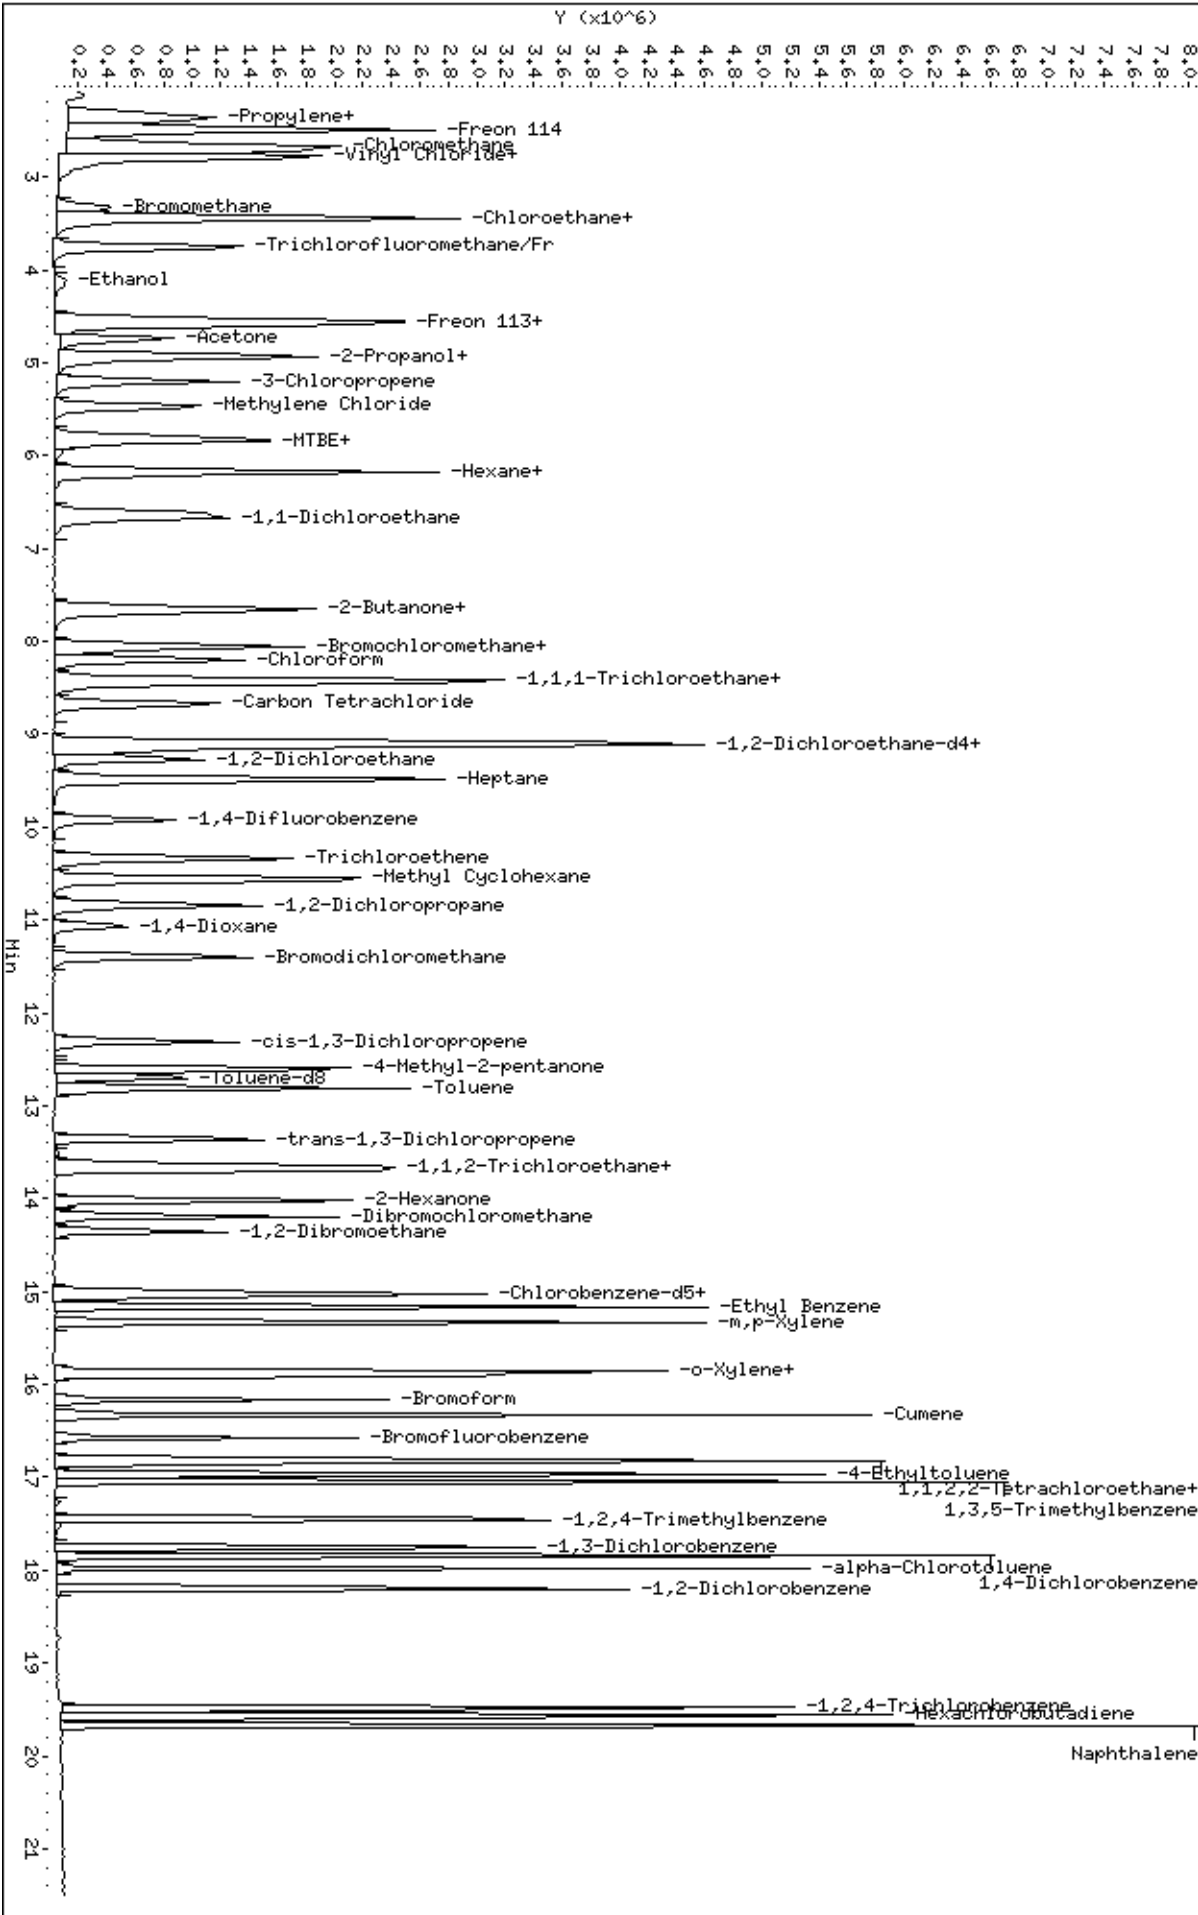 Y (x10^6)
0.2
0.4
0.6
0.8
1.0
1.2
1.4
1.6
1.8
2.0
2.2
2.4
2.6
2.8
3.0
3.2
3.4
3.6
3.8
4.0
4.2
4.4
4.6
4.8
5.0
5.2
5.4
5.6
5.8
6.0
6.2
6.4
6.6
6.8
7.0
7.2
7.4
7.6
7.8
8.0
-Propylene+
-Freon 114
-Chloromethane
-Vinyl Chloride+
3
-Bromomethane
-Chloroethane+
-Trichlorofluoromethane/Fr
4
-Ethanol
-Freon 113+
-Acetone
-2-Propanol+
5
-3-Chloropropene
-Methylene Chloride
-MTBE+
6
-Hexane+
-1,1-Dichloroethane
7
-2-Butanone+
8
-Bromochloromethane+
-Chloroform
-1,1,1-Trichloroethane+
-Carbon Tetrachloride
9
-1,2-Dichloroethane-d4+
-1,2-Dichloroethane
-Heptane
-1,4-Difluorobenzene
10
-Trichloroethene
-Methyl Cyclohexane
-1,2-Dichloropropane
11
-1,4-Dioxane
Min
-Bromodichloromethane
12
-cis-1,3-Dichloropropene
-4-Methyl-2-pentanone
-Toluene-d8
-Toluene
13
-trans-1,3-Dichloropropene
-1,1,2-Trichloroethane+
14
-2-Hexanone
-Dibromochloromethane
-1,2-Dibromoethane
15
-Chlorobenzene-d5+
-Ethyl Benzene
-m,p-Xylene
-o-Xylene+
16
-Bromoform
-Cumene
-Bromofluorobenzene
17
-4-Ethyltoluene
1,1,2,2-Tetrachloroethane+
1,3,5-Trimethylbenzene
-1,2,4-Trimethylbenzene
-1,3-Dichlorobenzene
18
-alpha-Chlorotoluene
1,4-Dichlorobenzene
-1,2-Dichlorobenzene
19
-1,2,4-Trichlorobenzene
-Hexachlorobutadiene
20
Naphthalene
21